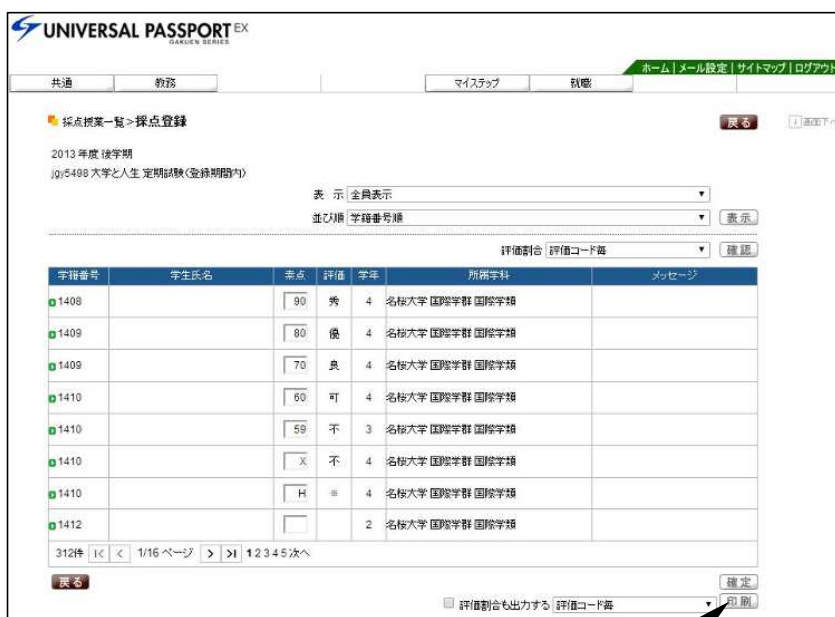 UNIVERSAL PASSPORT EX
GAKUEN SERIES
ホーム | メール設定 | サイトマップ | ログアウト
共通 教務 マイステップ 就職
採点授業一覧>採点登録 戻る 画面下へ
2013 年度 後学期
jgy5498 大学と人生 定期試験(登録期間内)
表 示 全員表示
並び順 学籍番号順 表示
評価割合 評価コード毎 確認
学籍番号 学生氏名 素点 評価 学年 所属学科 メッセージ
1408 90 秀 4 名桜大学 国際学群 国際学類
1409 80 優 4 名桜大学 国際学群 国際学類
1409 70 良 4 名桜大学 国際学群 国際学類
1410 60 可 4 名桜大学 国際学群 国際学類
1410 59 不 3 名桜大学 国際学群 国際学類
1410 X 不 4 名桜大学 国際学群 国際学類
1410 H ※ 4 名桜大学 国際学群 国際学類
1412 2 名桜大学 国際学群 国際学類
312件 |< < 1/16 ページ > >| 1 2 3 4 5 次へ
戻る 確定
評価割合も出力する 評価コード毎 印刷